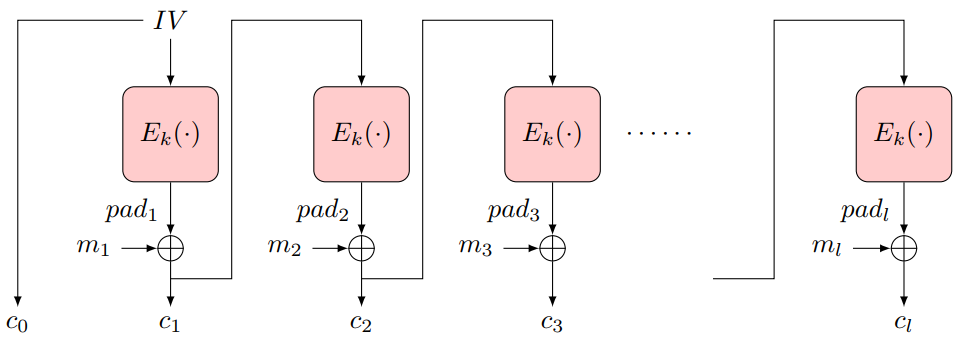 IV
E_k(·) E_k(·) E_k(·) ...... E_k(·)
pad_1 pad_2 pad_3 pad_l
m_1 m_2 m_3 m_l
c_0 c_1 c_2 c_3 c_l